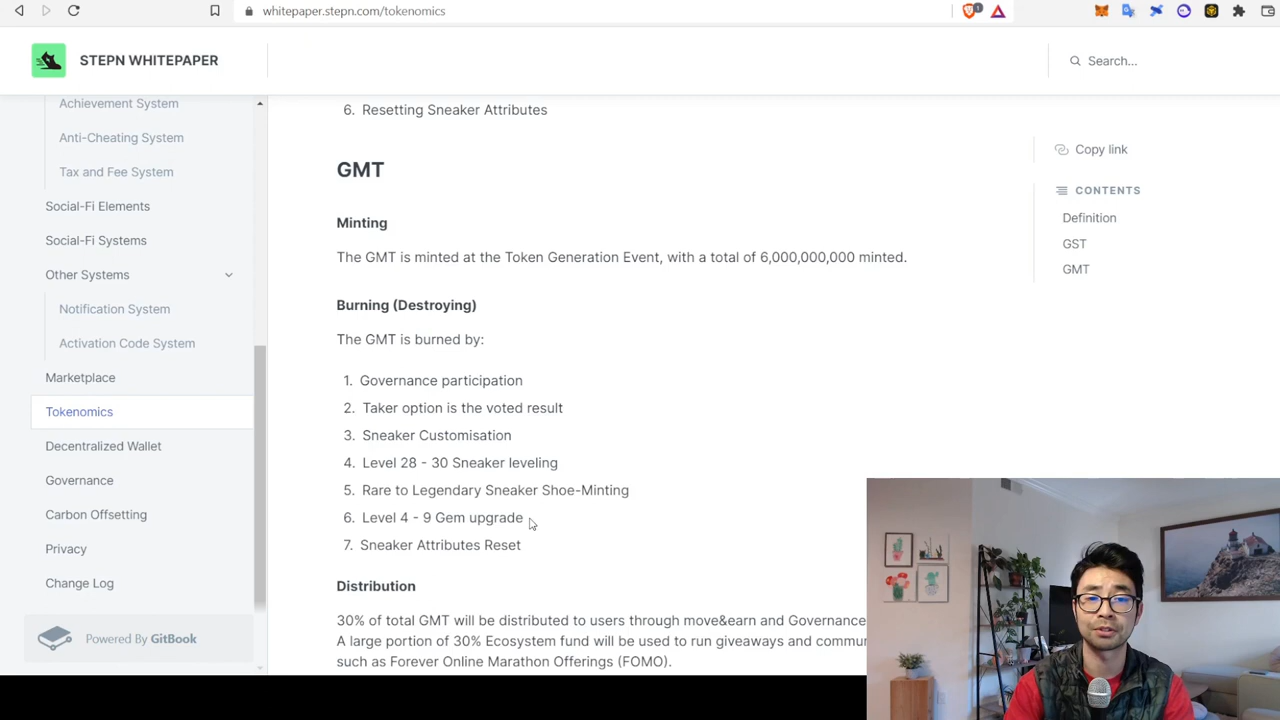 whitepaper.stepn.com/tokenomics
STEPN WHITEPAPER
Search...
Achievement System
Anti-Cheating System
Tax and Fee System
Social-Fi Elements
Social-Fi Systems
Other Systems
Notification System
Activation Code System
Marketplace
Tokenomics
Decentralized Wallet
Governance
Carbon Offsetting
Privacy
Change Log
Powered By GitBook
6. Resetting Sneaker Attributes
GMT
Minting
The GMT is minted at the Token Generation Event, with a total of 6,000,000,000 minted.
Burning (Destroying)
The GMT is burned by:
1. Governance participation
2. Taker option is the voted result
3. Sneaker Customisation
4. Level 28 - 30 Sneaker leveling
5. Rare to Legendary Sneaker Shoe-Minting
6. Level 4 - 9 Gem upgrade
7. Sneaker Attributes Reset
Distribution
30% of total GMT will be distributed to users through move&earn and Governance
A large portion of 30% Ecosystem fund will be used to run giveaways and commu
such as Forever Online Marathon Offerings (FOMO).
Copy link
CONTENTS
Definition
GST
GMT